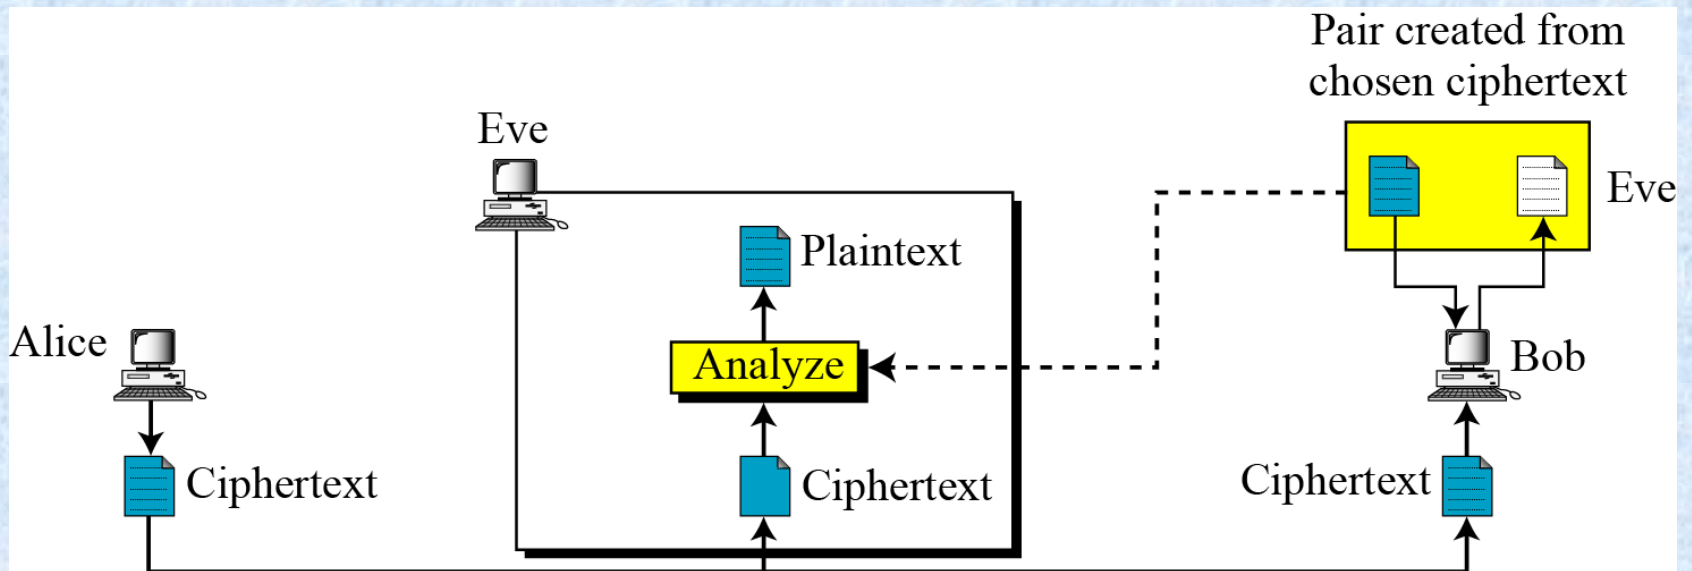 Pair created from
chosen ciphertext
Eve
Eve
Plaintext
Alice
Analyze
Bob
Ciphertext
Ciphertext
Ciphertext